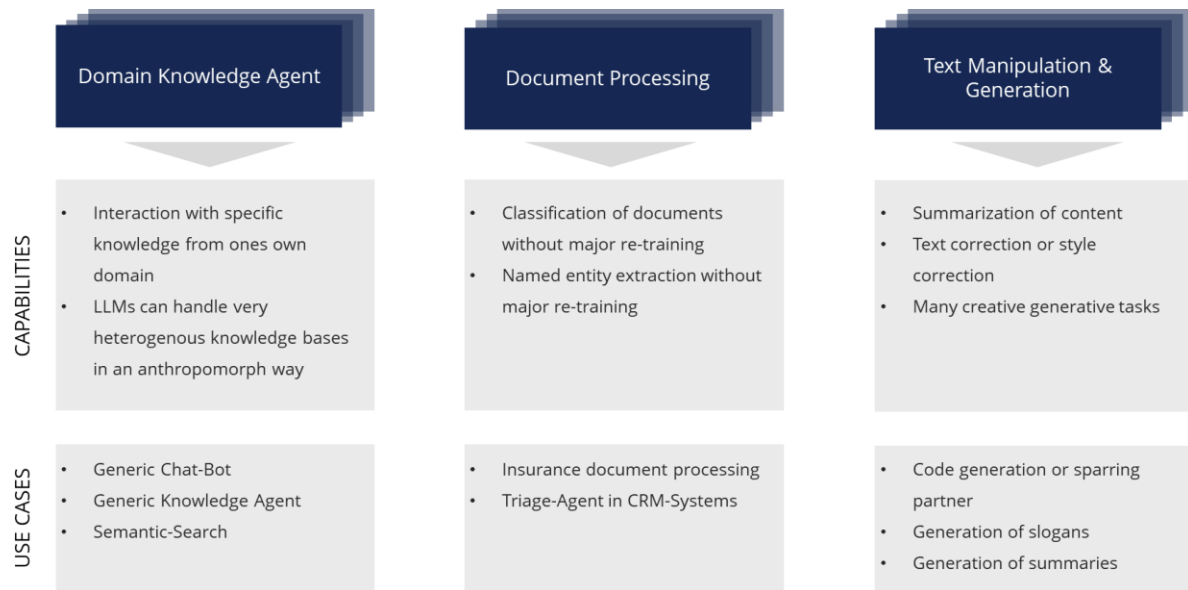 Domain Knowledge Agent
Document Processing
Text Manipulation &
Generation
CAPABILITIES
• Interaction with specific
knowledge from ones own
domain
• LLMs can handle very
heterogenous knowledge bases
in an anthropomorph way
• Classification of documents
without major re-training
• Named entity extraction without
major re-training
• Summarization of content
• Text correction or style
correction
• Many creative generative tasks
USE CASES
• Generic Chat-Bot
• Generic Knowledge Agent
• Semantic-Search
• Insurance document processing
• Triage-Agent in CRM-Systems
• Code generation or sparring
partner
• Generation of slogans
• Generation of summaries